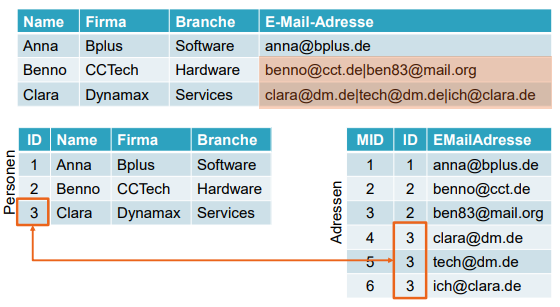 Name Firma Branche E-Mail-Adresse
Anna Bplus Software anna@bplus.de
Benno CCTech Hardware benno@cct.de|ben83@mail.org
Clara Dynamax Services clara@dm.de|tech@dm.de|ich@clara.de
Personen
ID Name Firma Branche
1 Anna Bplus Software
2 Benno CCTech Hardware
3 Clara Dynamax Services
Adressen
MID ID EMailAdresse
1 1 anna@bplus.de
2 2 benno@cct.de
3 2 ben83@mail.org
4 3 clara@dm.de
5 3 tech@dm.de
6 3 ich@clara.de